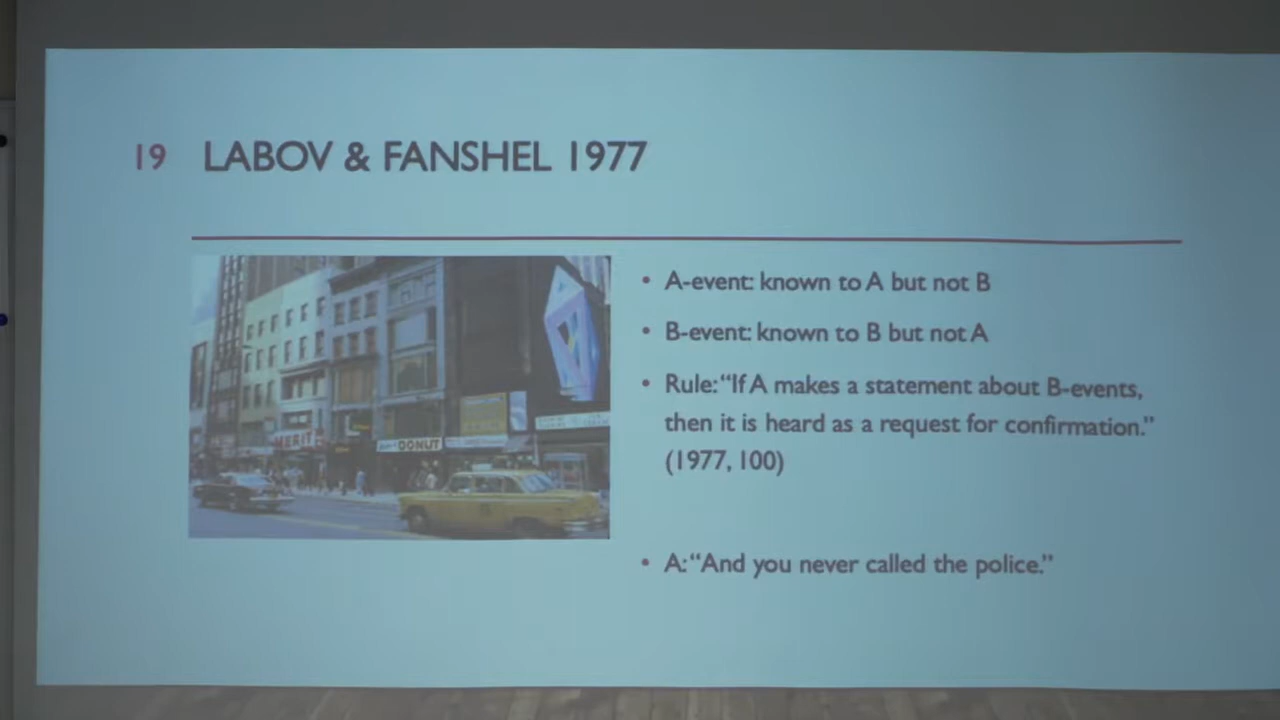 19 LABOV & FANSHEL 1977
• A-event: known to A but not B
• B-event: known to B but not A
• Rule: “If A makes a statement about B-events,
then it is heard as a request for confirmation.”
(1977, 100)
• A: “And you never called the police.”
MERIT
DONUT